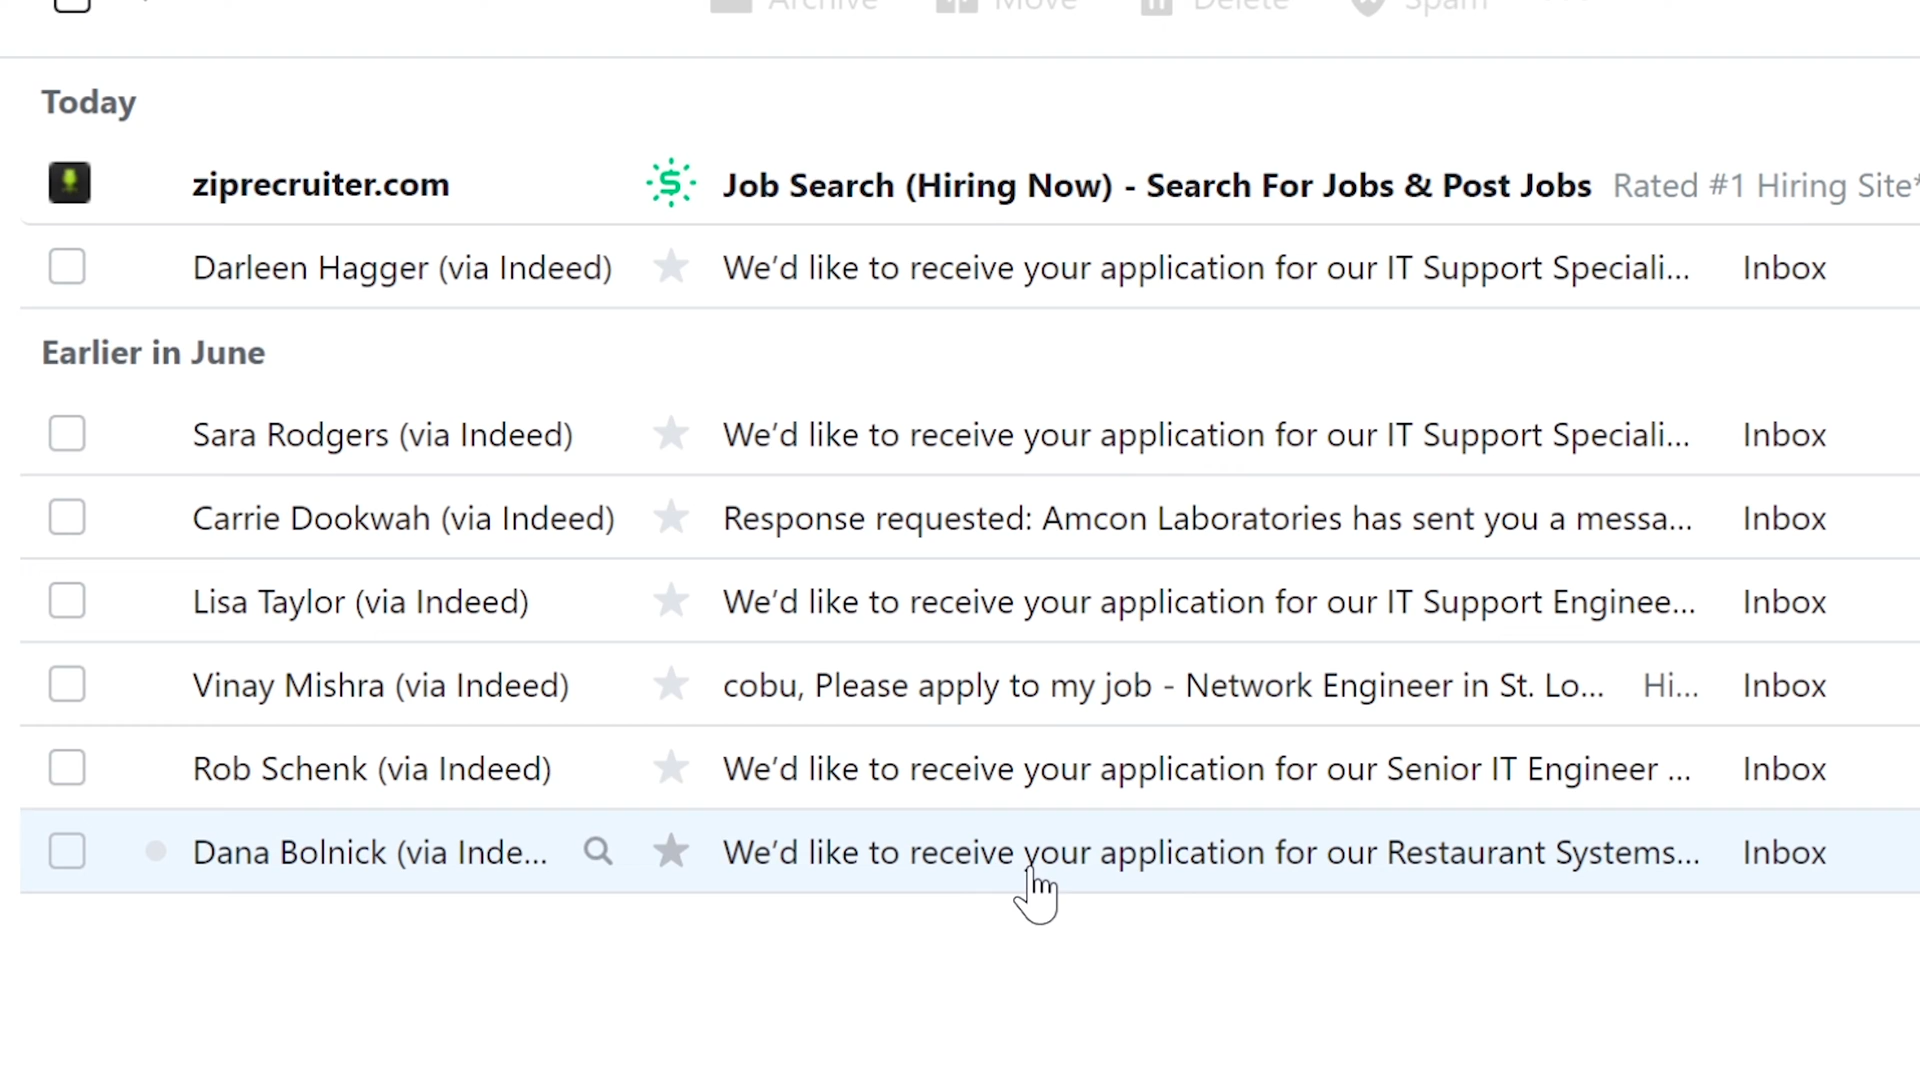 Archive Move Delete Spam
Today
ziprecruiter.com Job Search (Hiring Now) - Search For Jobs & Post Jobs Rated #1 Hiring Site*
Darleen Hagger (via Indeed) We'd like to receive your application for our IT Support Speciali... Inbox
Earlier in June
Sara Rodgers (via Indeed) We'd like to receive your application for our IT Support Speciali... Inbox
Carrie Dookwah (via Indeed) Response requested: Amcon Laboratories has sent you a messa... Inbox
Lisa Taylor (via Indeed) We'd like to receive your application for our IT Support Enginee... Inbox
Vinay Mishra (via Indeed) cobu, Please apply to my job - Network Engineer in St. Lo... Hi... Inbox
Rob Schenk (via Indeed) We'd like to receive your application for our Senior IT Engineer ... Inbox
Dana Bolnick (via Inde... We'd like to receive your application for our Restaurant Systems... Inbox